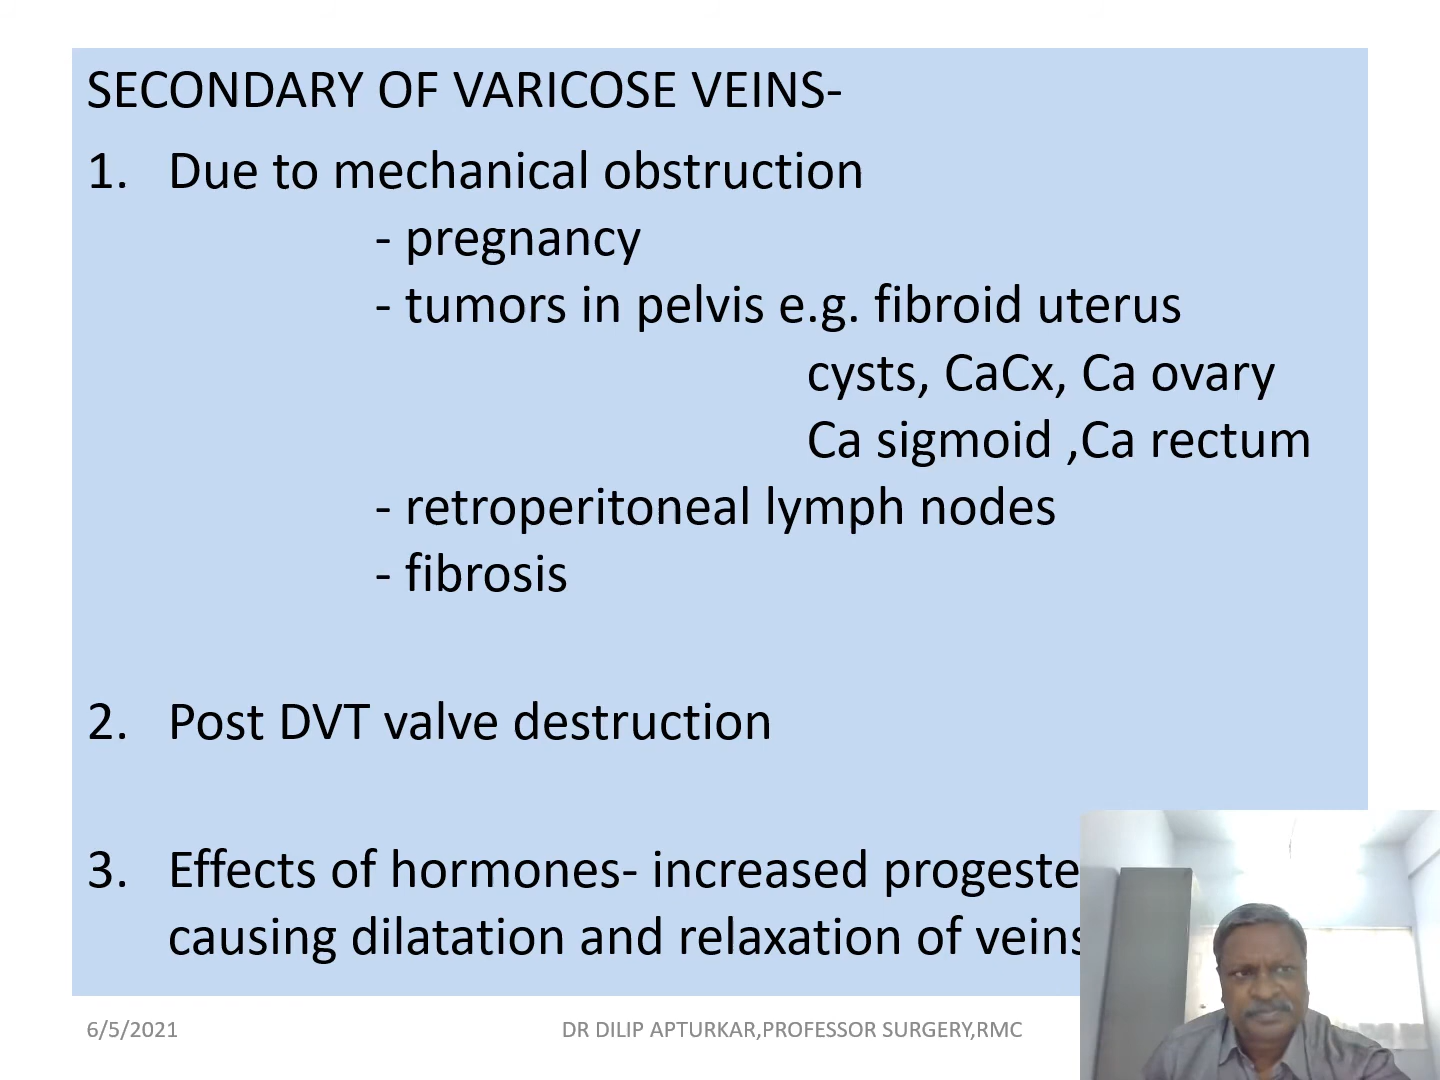 SECONDARY OF VARICOSE VEINS-
1. Due to mechanical obstruction
- pregnancy
- tumors in pelvis e.g. fibroid uterus
cysts, CaCx, Ca ovary
Ca sigmoid ,Ca rectum
- retroperitoneal lymph nodes
- fibrosis
2. Post DVT valve destruction
3. Effects of hormones- increased
causing dilatation and relaxation of veins
6/5/2021 DR DILIP APTURKAR,PROFESSOR SURGERY,RMC